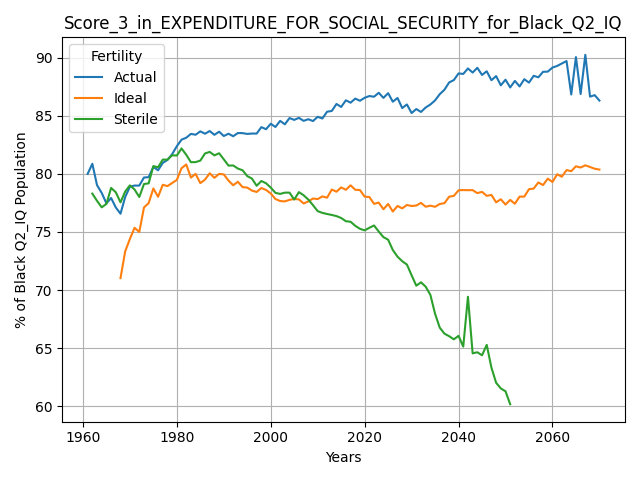 Score_3_in_EXPENDITURE_FOR_SOCIAL_SECURITY_for_Black_Q2_IQ
Fertility
Actual
Ideal
Sterile
% of Black Q2_IQ Population
90
85
80
75
70
65
60
1960
1980
2000
2020
2040
2060
Years